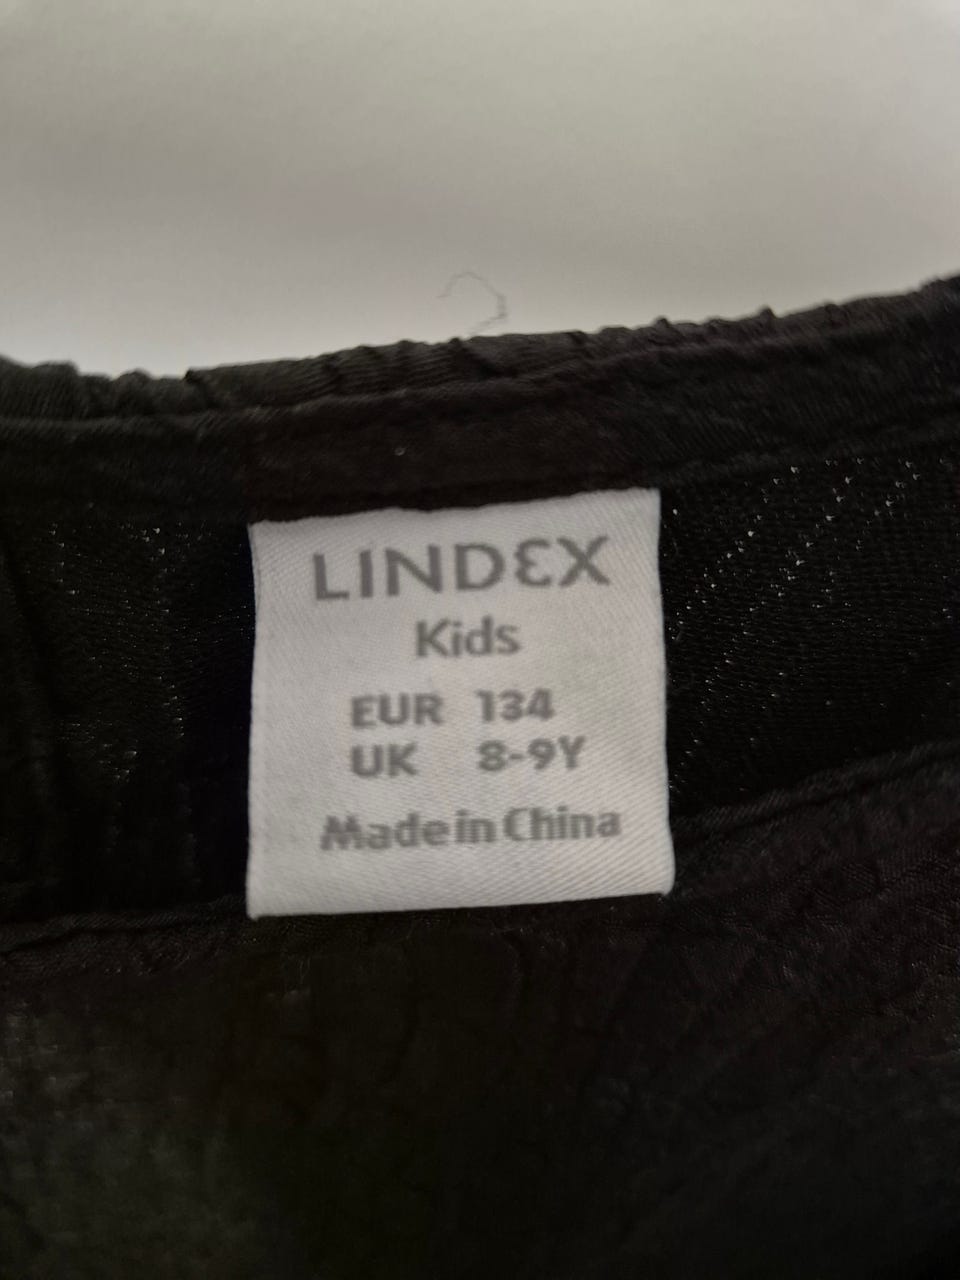 LINDEX
Kids
EUR 134
UK 8-9Y
Made in China